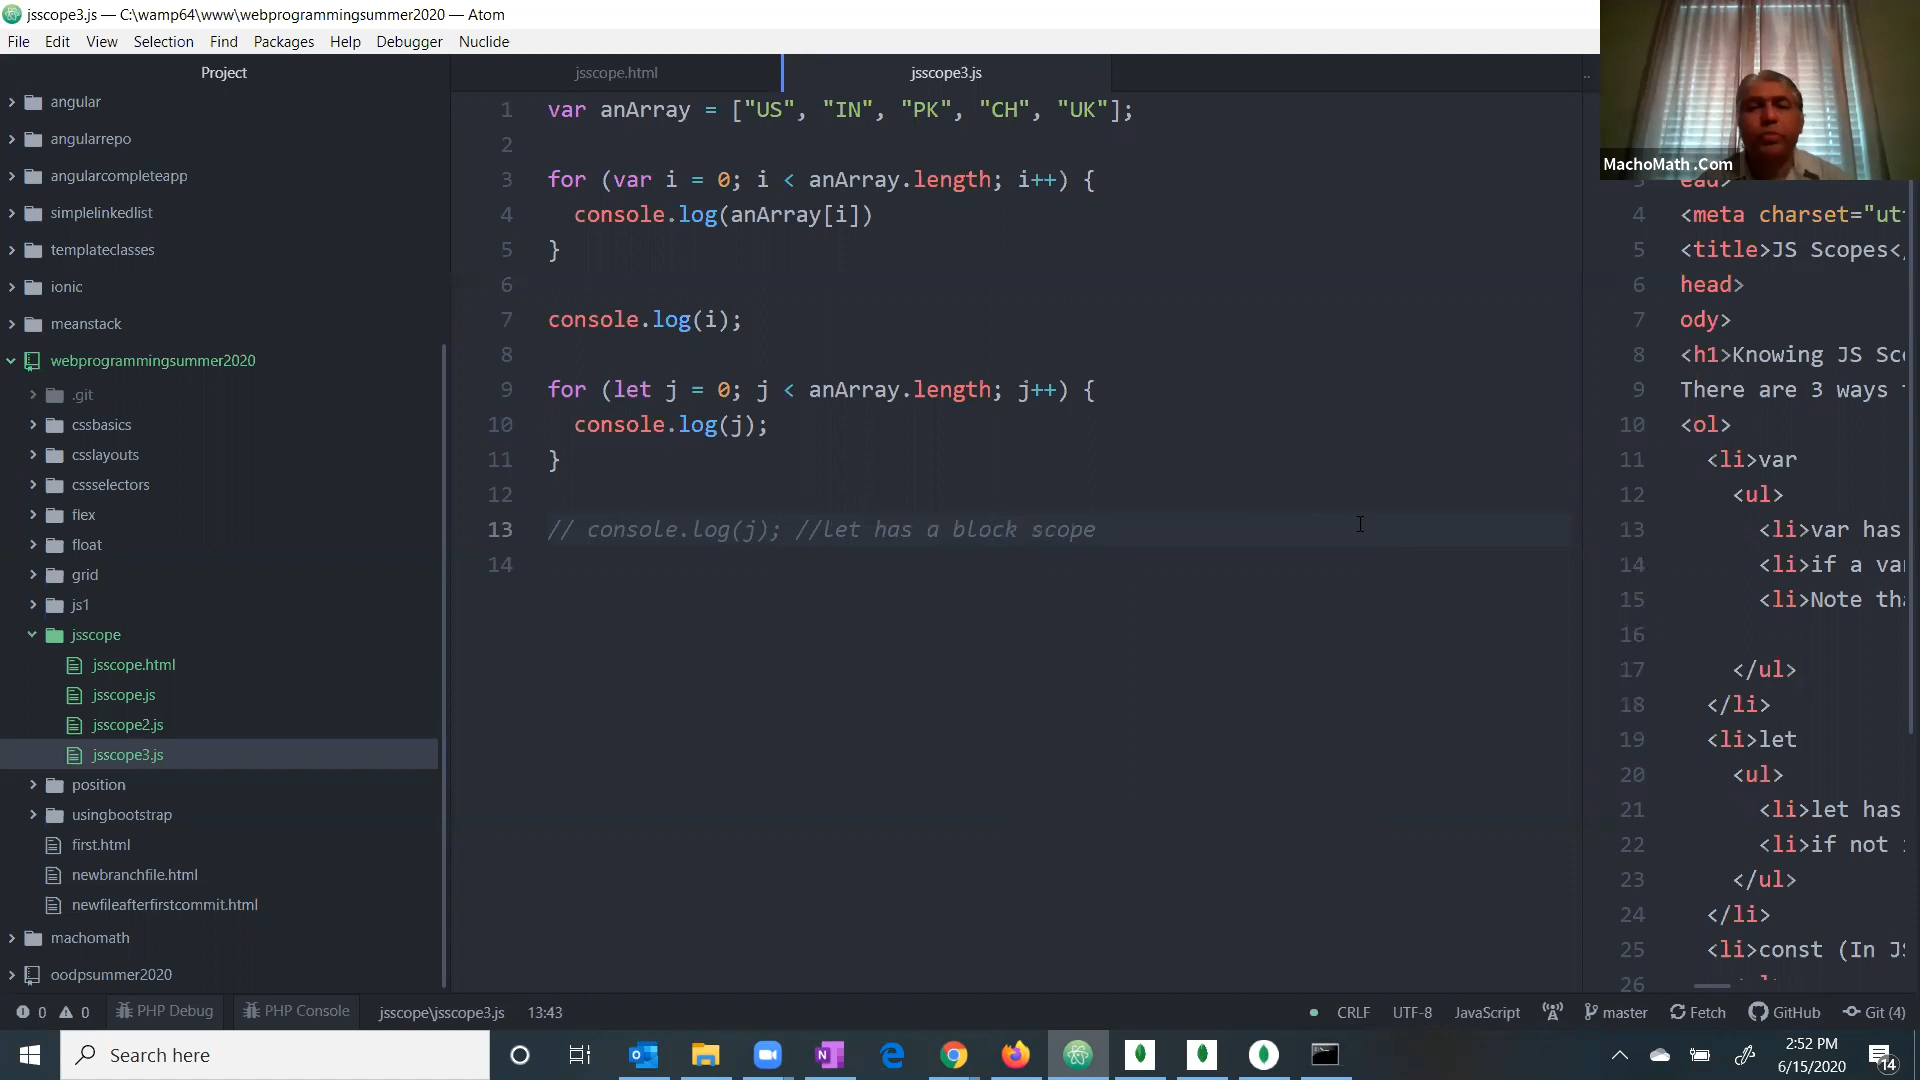 jsscope3.js — C:\wamp64\www\webprogrammingsummer2020 — Atom
File Edit View Selection Find Packages Help Debugger Nuclide
Project
angular
angularrepo
angularcompleteapp
simplelinkedlist
templateclasses
ionic
meanstack
webprogrammingsummer2020
.git
cssbasics
csslayouts
cssselectors
flex
float
grid
js1
jsscope
jsscope.html
jsscope.js
jsscope2.js
jsscope3.js
position
usingbootstrap
first.html
newbranchfile.html
newfileafterfirstcommit.html
machomath
oodpsummer2020
jsscope.html jsscope3.js
1 var anArray = ["US", "IN", "PK", "CH", "UK"];
2
3 for (var i = 0; i < anArray.length; i++) {
4 console.log(anArray[i])
5 }
6
7 console.log(i);
8
9 for (let j = 0; j < anArray.length; j++) {
10 console.log(j);
11 }
12
13 // console.log(j); //let has a block scope
14
MachoMath .Com
4 <meta charset="ut
5 <title>JS Scopes<
6 head>
7 ody>
8 <h1>Knowing JS Sc
9 There are 3 ways
10 <ol>
11 <li>var
12 <ul>
13 <li>var has
14 <li>if a va
15 <li>Note th
16
17 </ul>
18 </li>
19 <li>let
20 <ul>
21 <li>let has
22 <li>if not
23 </ul>
24 </li>
25 <li>const (In J
26
0 0 PHP Debug PHP Console jsscope\jsscope3.js 13:43 CRLF UTF-8 JavaScript master Fetch GitHub Git (4)
Search here
2:52 PM
6/15/2020
14